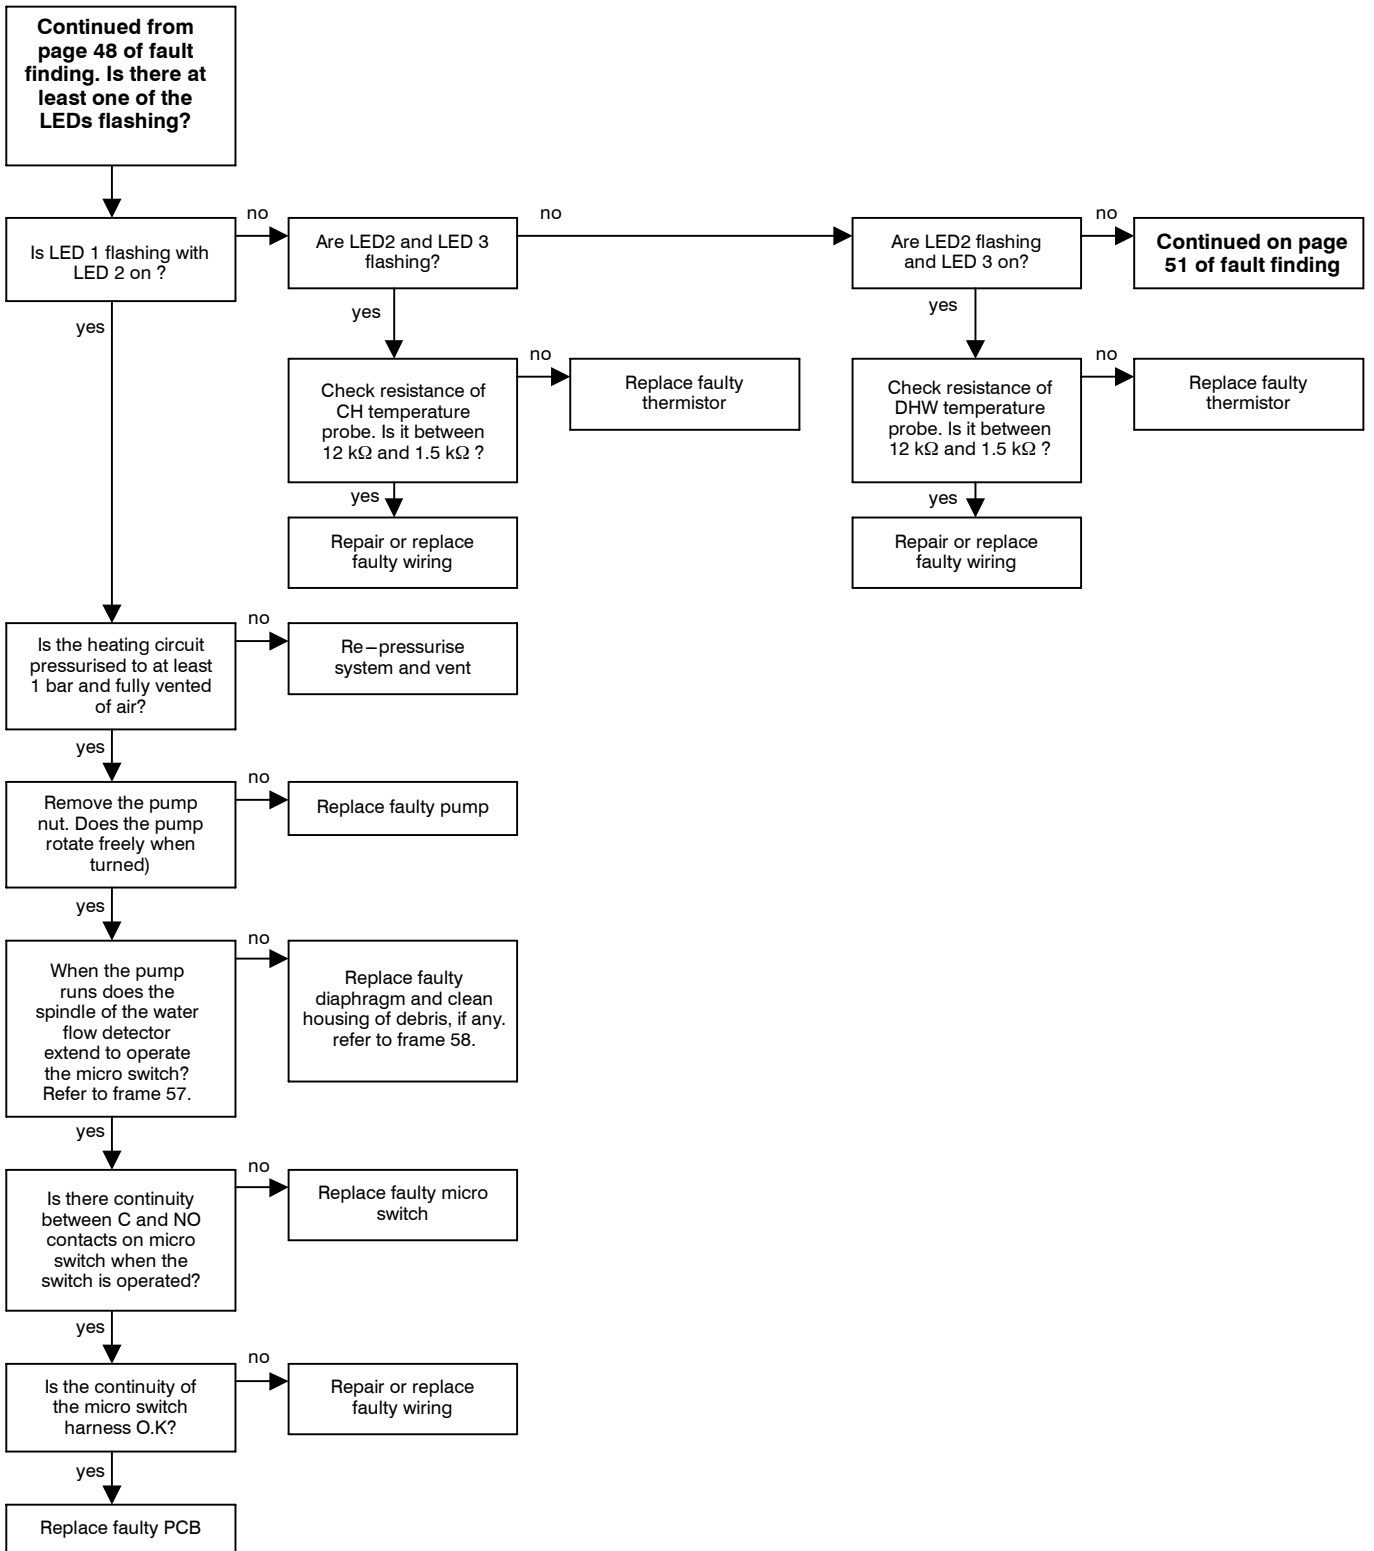 Continued from
page 48 of fault
finding. Is there at
least one of the
LEDs flashing?
Is LED 1 flashing with
LED 2 on ?
no
Are LED2 and LED 3
flashing?
no
Are LED2 flashing
and LED 3 on?
no
Continued on page
51 of fault finding
yes
yes
yes
Check resistance of
CH temperature
probe. Is it between
12 kΩ and 1.5 kΩ ?
no
Replace faulty
thermistor
Check resistance of
DHW temperature
probe. Is it between
12 kΩ and 1.5 kΩ ?
no
Replace faulty
thermistor
yes
Repair or replace
faulty wiring
yes
Repair or replace
faulty wiring
Is the heating circuit
pressurised to at least
1 bar and fully vented
of air?
no
Re–pressurise
system and vent
yes
Remove the pump
nut. Does the pump
rotate freely when
turned)
no
Replace faulty pump
yes
When the pump
runs does the
spindle of the water
flow detector
extend to operate
the micro switch?
Refer to frame 57.
no
Replace faulty
diaphragm and clean
housing of debris, if any.
refer to frame 58.
yes
Is there continuity
between C and NO
contacts on micro
switch when the
switch is operated?
no
Replace faulty micro
switch
yes
Is the continuity of
the micro switch
harness O.K?
no
Repair or replace
faulty wiring
yes
Replace faulty PCB